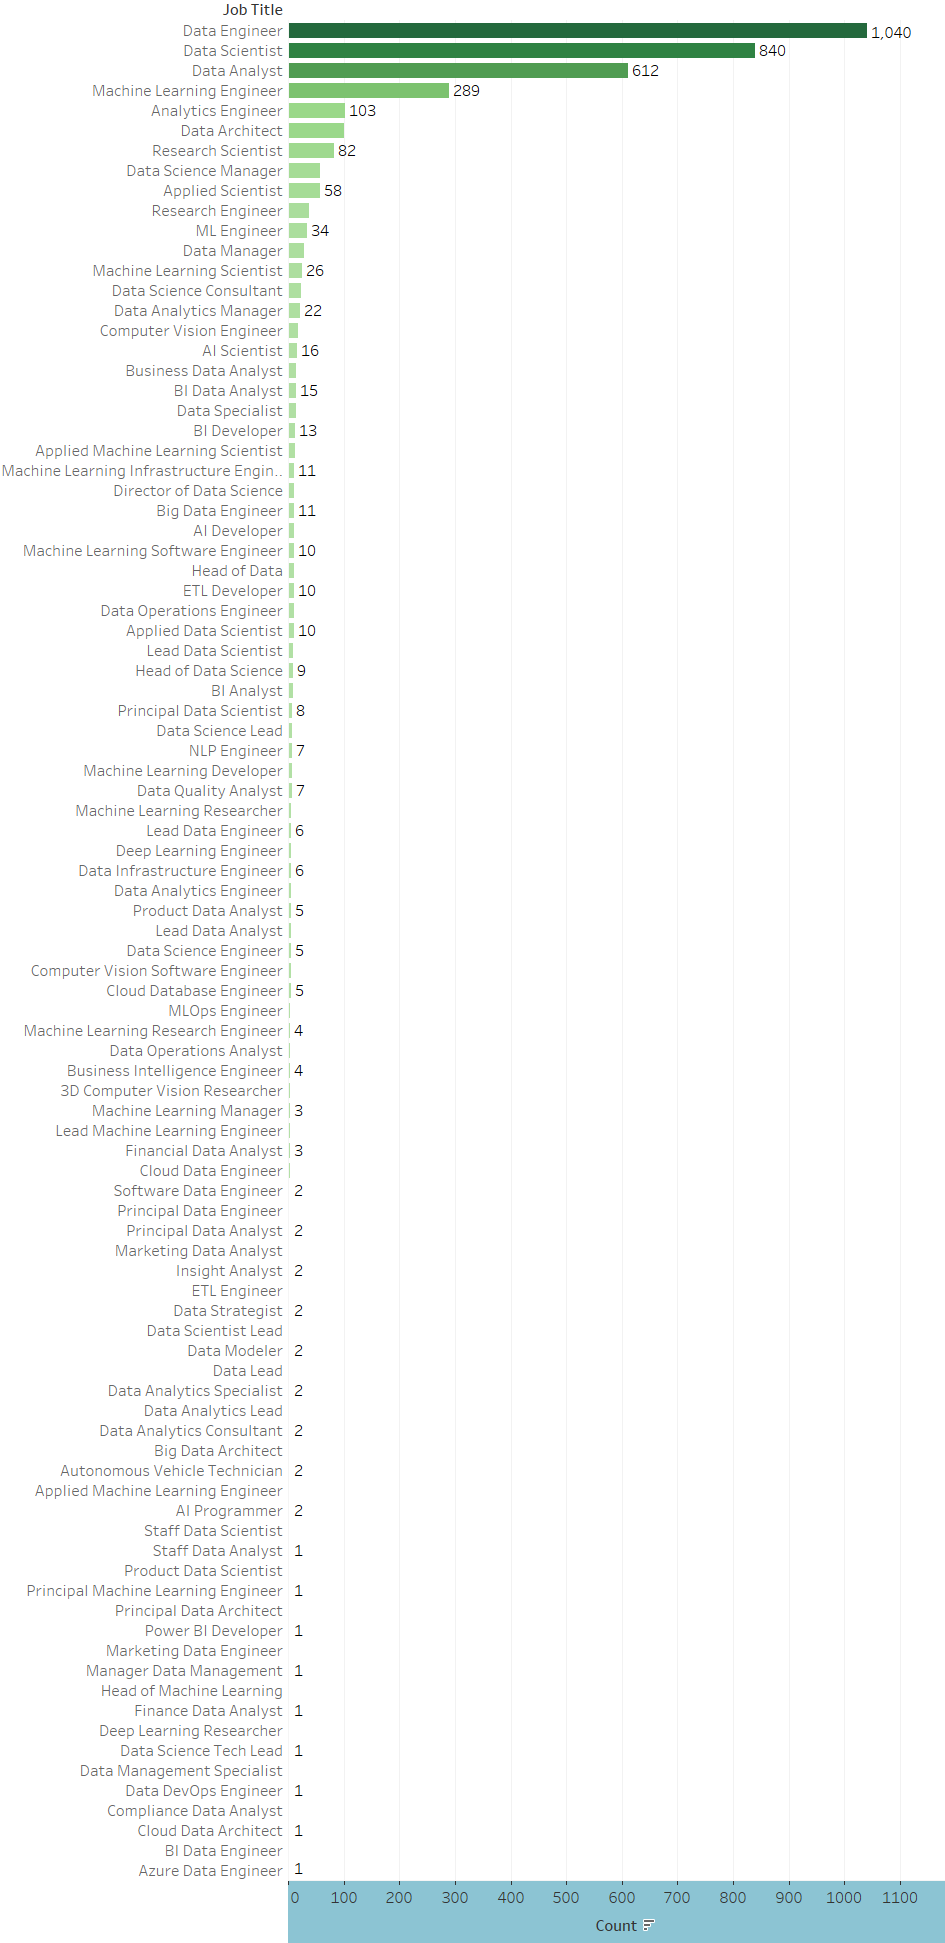 Job Title
Data Engineer 1,040
Data Scientist 840
Data Analyst 612
Machine Learning Engineer 289
Analytics Engineer 103
Data Architect
Research Scientist 82
Data Science Manager
Applied Scientist 58
Research Engineer
ML Engineer 34
Data Manager
Machine Learning Scientist 26
Data Science Consultant
Data Analytics Manager 22
Computer Vision Engineer
AI Scientist 16
Business Data Analyst
BI Data Analyst 15
Data Specialist
BI Developer 13
Applied Machine Learning Scientist
Machine Learning Infrastructure Engin.. 11
Director of Data Science
Big Data Engineer 11
AI Developer
Machine Learning Software Engineer 10
Head of Data
ETL Developer 10
Data Operations Engineer
Applied Data Scientist 10
Lead Data Scientist
Head of Data Science 9
BI Analyst
Principal Data Scientist 8
Data Science Lead
NLP Engineer 7
Machine Learning Developer
Data Quality Analyst 7
Machine Learning Researcher
Lead Data Engineer 6
Deep Learning Engineer
Data Infrastructure Engineer 6
Data Analytics Engineer
Product Data Analyst 5
Lead Data Analyst
Data Science Engineer 5
Computer Vision Software Engineer
Cloud Database Engineer 5
MLOps Engineer
Machine Learning Research Engineer 4
Data Operations Analyst
Business Intelligence Engineer 4
3D Computer Vision Researcher
Machine Learning Manager 3
Lead Machine Learning Engineer
Financial Data Analyst 3
Cloud Data Engineer
Software Data Engineer 2
Principal Data Engineer
Principal Data Analyst 2
Marketing Data Analyst
Insight Analyst 2
ETL Engineer
Data Strategist 2
Data Scientist Lead
Data Modeler 2
Data Lead
Data Analytics Specialist 2
Data Analytics Lead
Data Analytics Consultant 2
Big Data Architect
Autonomous Vehicle Technician 2
Applied Machine Learning Engineer
AI Programmer 2
Staff Data Scientist
Staff Data Analyst 1
Product Data Scientist
Principal Machine Learning Engineer 1
Principal Data Architect
Power BI Developer 1
Marketing Data Engineer
Manager Data Management 1
Head of Machine Learning
Finance Data Analyst 1
Deep Learning Researcher
Data Science Tech Lead 1
Data Management Specialist
Data DevOps Engineer 1
Compliance Data Analyst
Cloud Data Architect 1
BI Data Engineer
Azure Data Engineer 1
0 100 200 300 400 500 600 700 800 900 1000 1100
Count